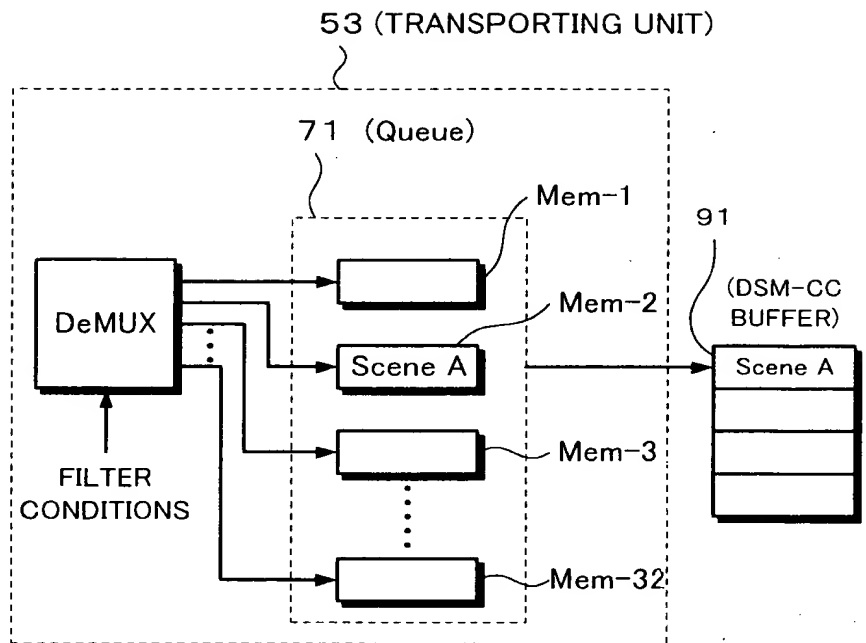 53 (TRANSPORTING UNIT)
71 (Queue)
Mem-1
91
DeMUX
Mem-2
(DSM-CC
BUFFER)
Scene A
Scene A
Mem-3
FILTER
CONDITIONS
Mem-32